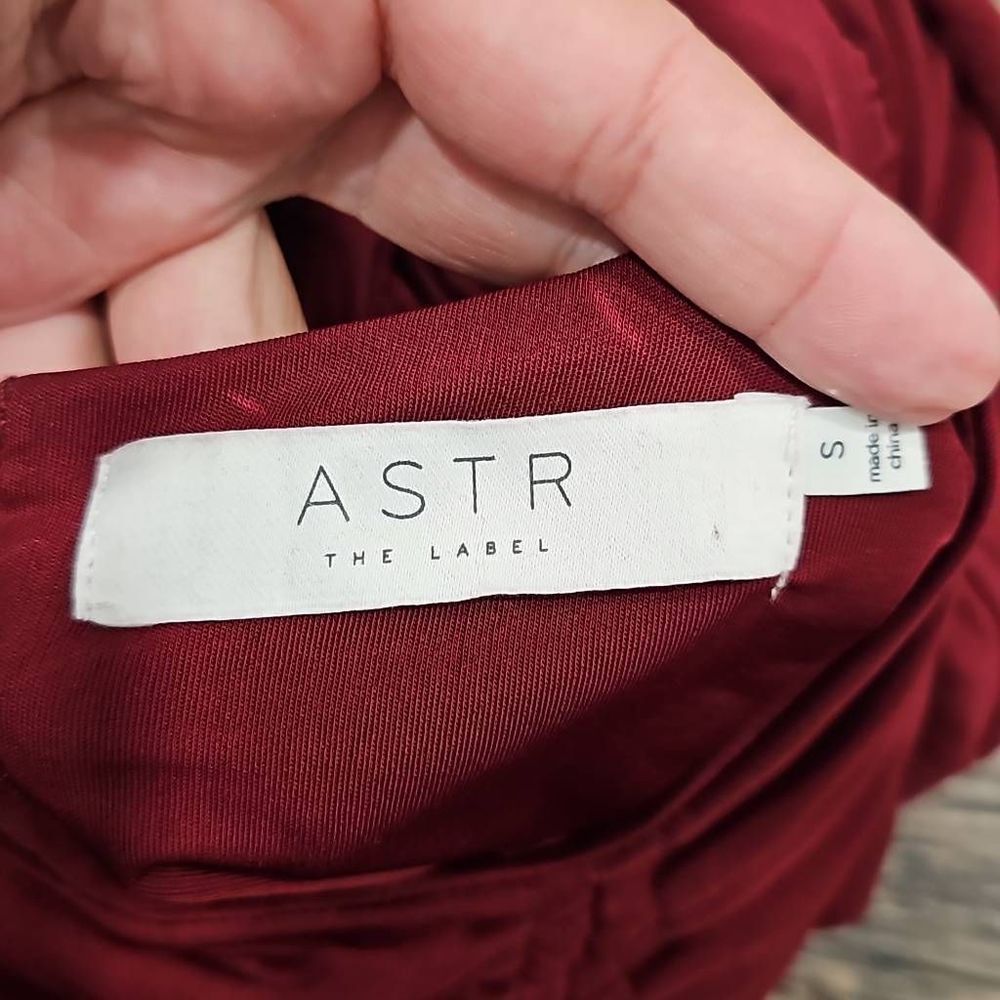 ASTR
THE LABEL
S
made in
china